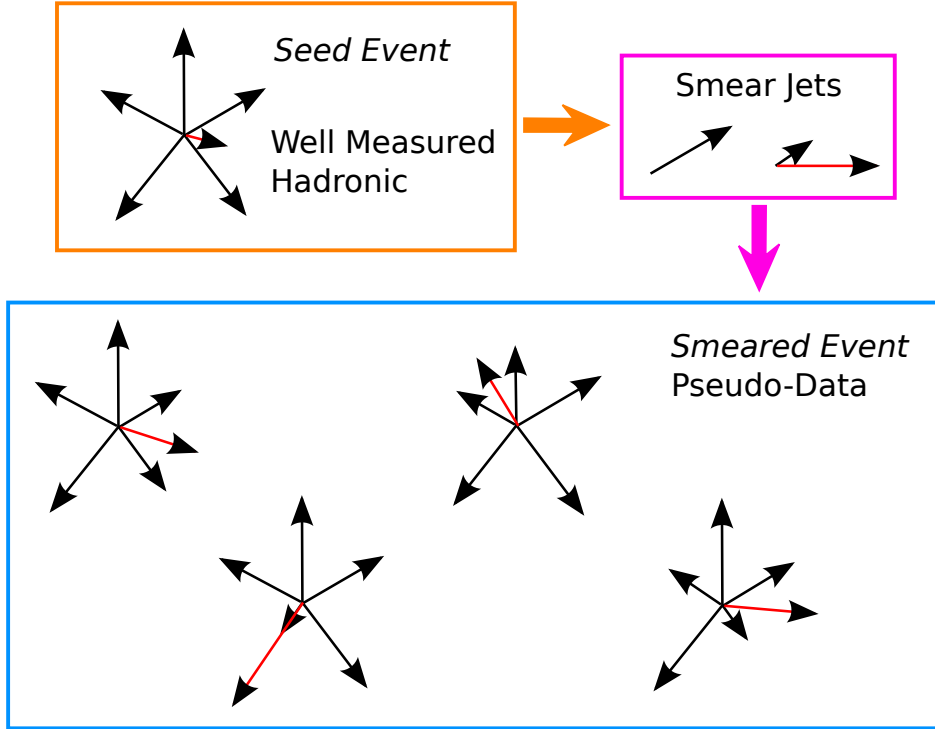 Seed Event
Well Measured
Hadronic
Smear Jets
Smeared Event
Pseudo-Data